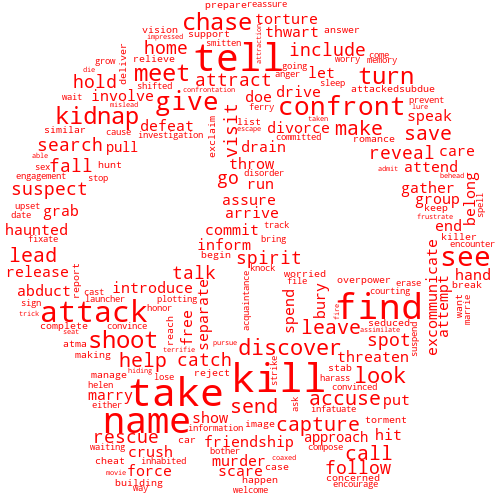 prepare reassure
chase torture
vision support impressed smitten attraction thwart answer
deliver relieve home tell include
grow shifted going worry come memory
die meet attract anger let sleep turn
hold involve give doe drive attackedsubdue
wait mislead confrontation ferry confront prevent lure
kidnap exclaim visit list escape taken make speak save
similar cause defeat investigation committed divorce romance
search able pull drain reveal care
sex fall hunt throw disorder admit attend behead
engagement stop go run gather belong spell
suspect assure group
upset date grab arrive keep frustrate
haunted commit track end killer
fixate inform bring excommunicate encounter see
lead begin spirit
report talk knock worried overpower attempt hand
release cast launcher file erase want break
abduct introduce separate acquaintance spend bury find courting marrie
sign plotting honor fire seduced
trick attack free leave assimilate suspend
complete convince reach
seat shoot terrifie discover spot
atma pursue threaten
making help catch strike stab look
hiding kill harass
manage take reject convinced
helen lose accuse put
either marry ask infatuate
name show send image capture torment
waiting rescue car information compose approach hit
crush friendship bother call
cheat inhabited murder coaxed case follow
movie force scare happen concerned
building way welcome encourage